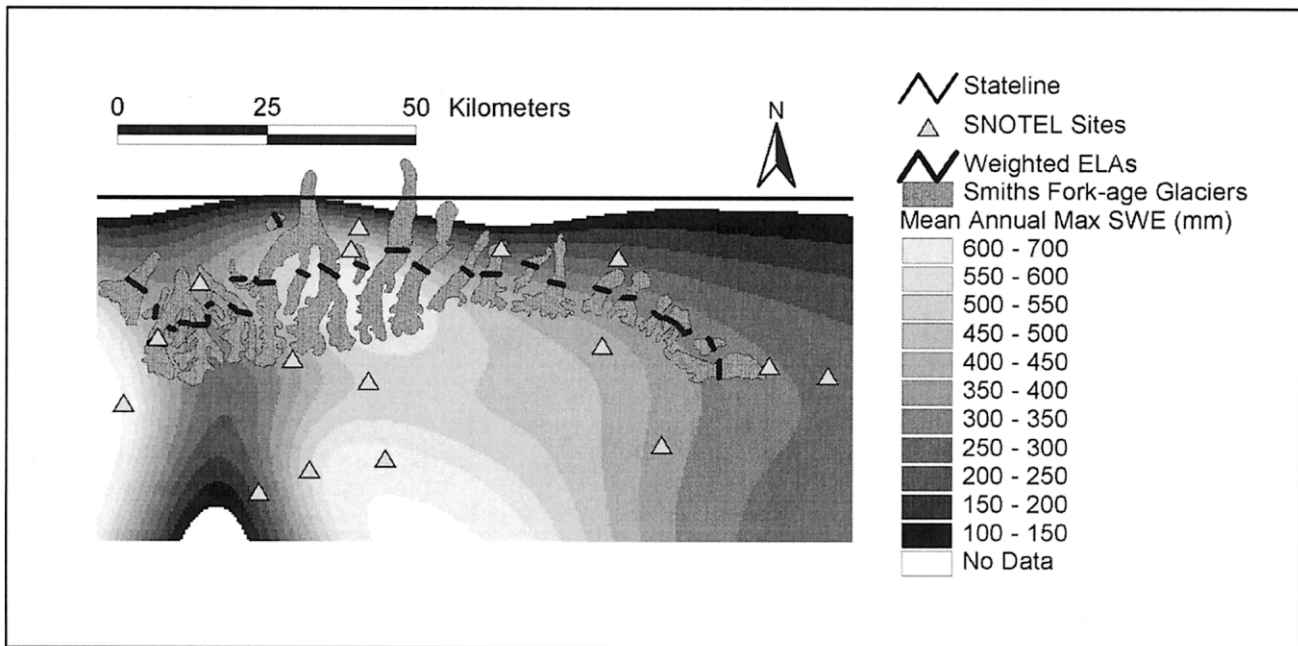 0 25 50 Kilometers
N
Stateline
SNOTEL Sites
Weighted ELAs
Smiths Fork-age Glaciers
Mean Annual Max SWE (mm)
600 - 700
550 - 600
500 - 550
450 - 500
400 - 450
350 - 400
300 - 350
250 - 300
200 - 250
150 - 200
100 - 150
No Data